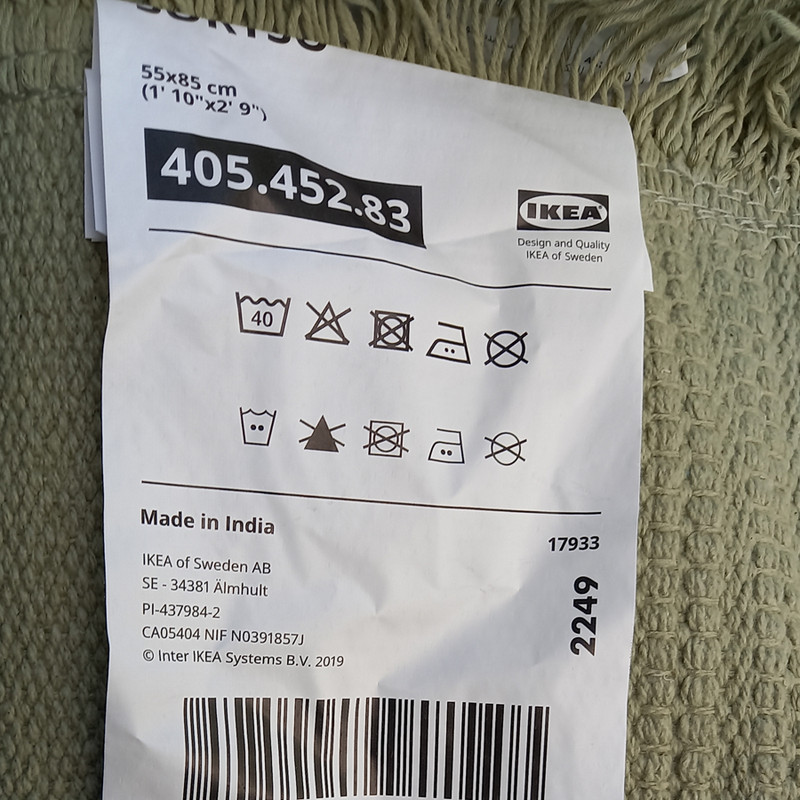 55x85 cm
(1' 10"x2' 9")
405.452.83
IKEA
Design and Quality
IKEA of Sweden
40
Made in India
17933
IKEA of Sweden AB
SE - 34381 Älmhult
PI-437984-2
CA05404 NIF N0391857J
© Inter IKEA Systems B.V. 2019
2249